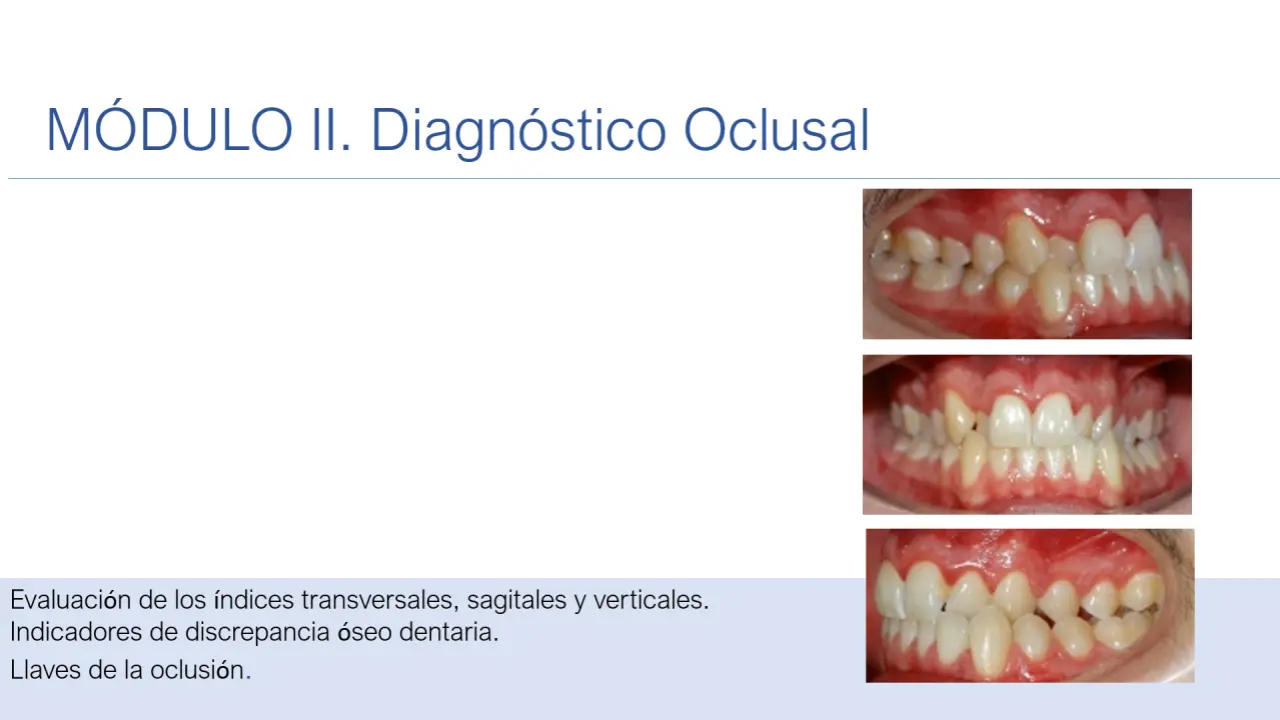 MÓDULO II. Diagnóstico Oclusal
Evaluación de los índices transversales, sagitales y verticales.
Indicadores de discrepancia óseo dentaria.
Llaves de la oclusión.